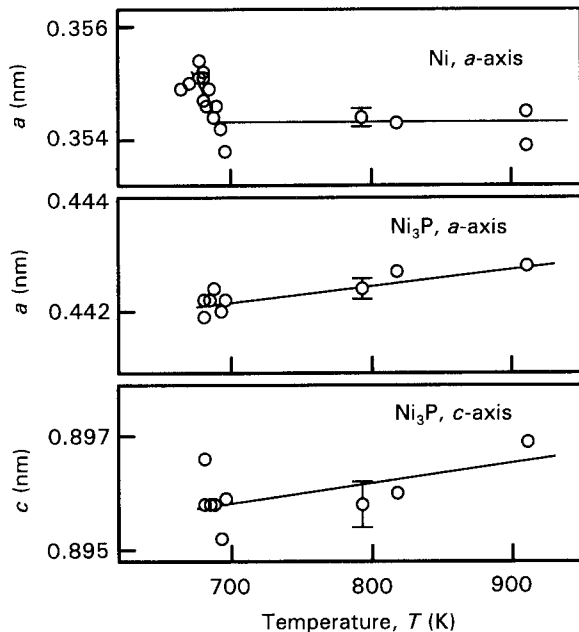 0.356
Ni, a-axis
a (nm)
0.354
0.444
Ni₃P, a-axis
a (nm)
0.442
Ni₃P, c-axis
0.897
c (nm)
0.895
700 800 900
Temperature, T (K)